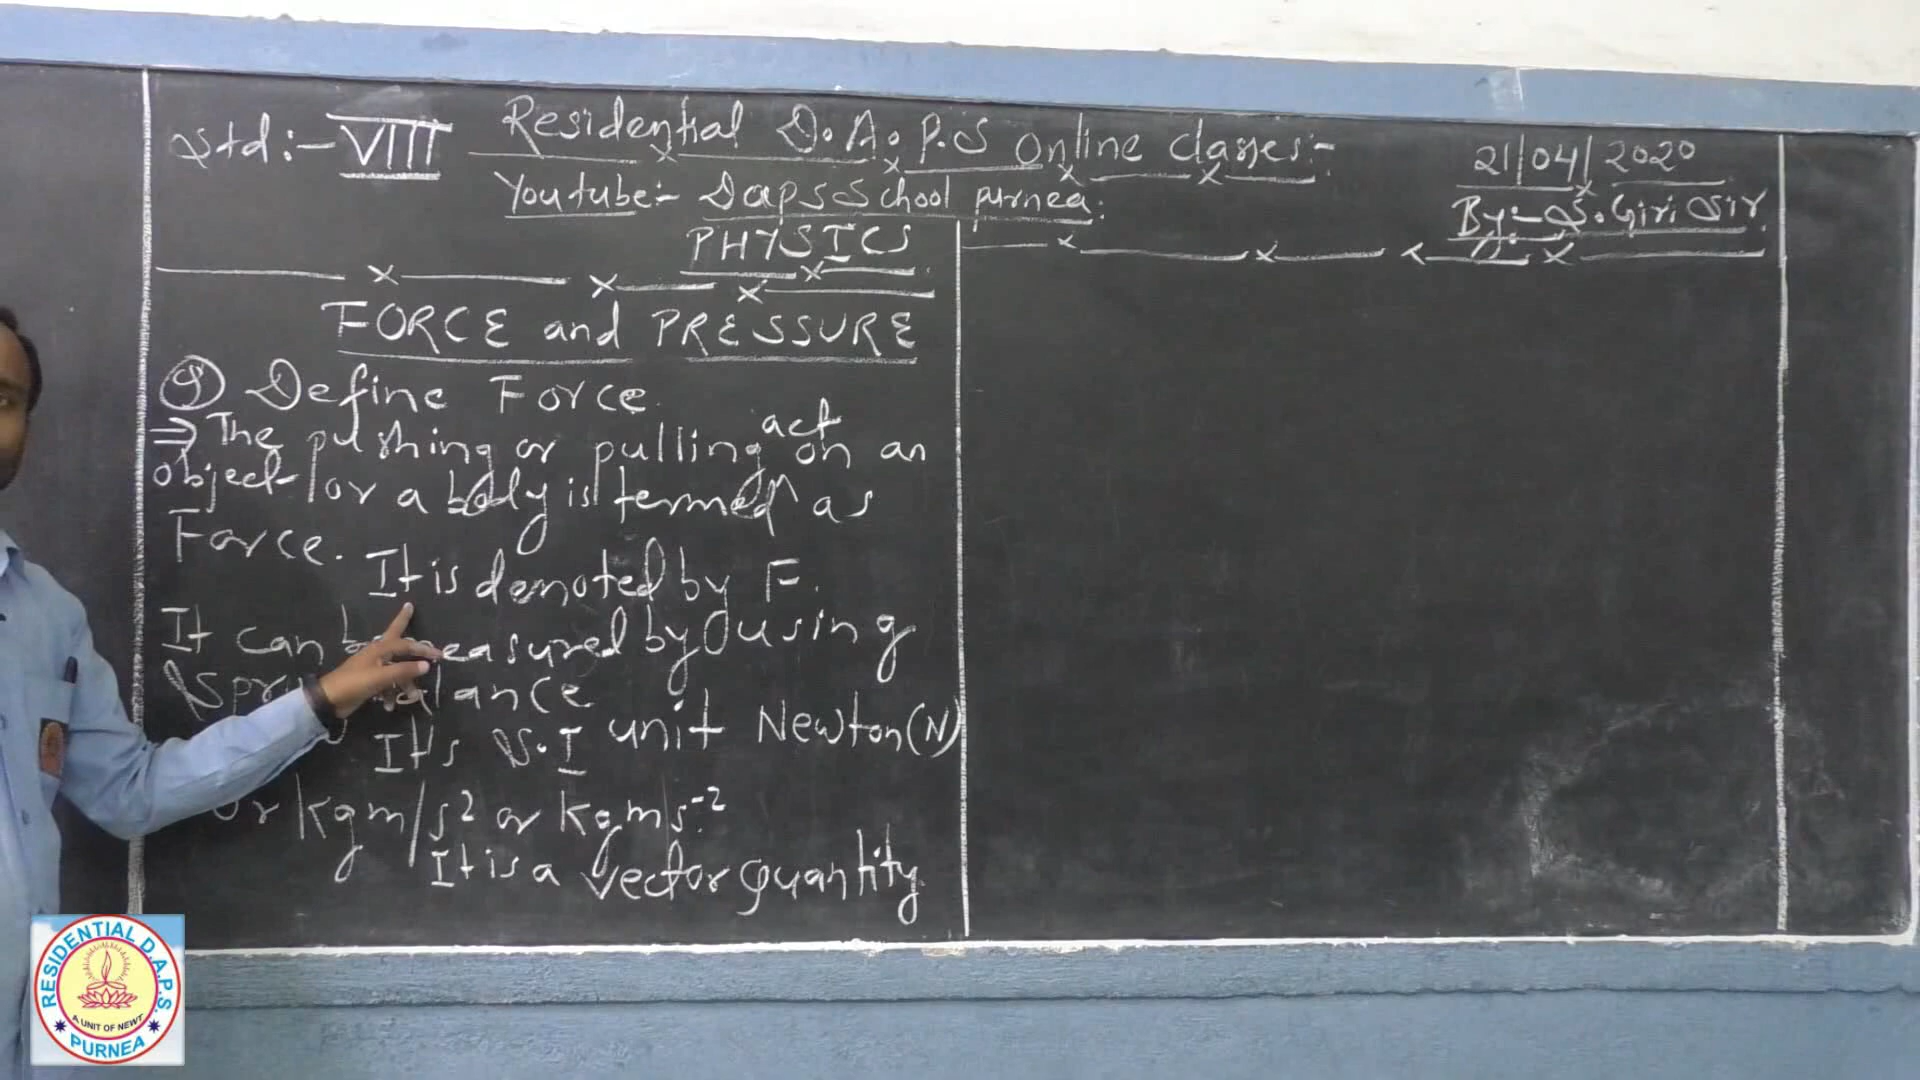 Std:- VIII
Residential D.A.P.S Online Classes:-
Youtube:- Daps School purnea.
21/04/2020
By:- S. Giri Sir
PHYSICS
FORCE and PRESSURE
Q Define Force.
⇒ The pushing or pulling act on an
object or a body is termed as
Force.
It is denoted by F.
It can be measured by using
Spring balance
It's S.I unit Newton(N)
or kgm/s² or kgms⁻².
It is a vector quantity.
RESIDENTIAL D.A.P.S.
A UNIT OF NEWT
PURNEA